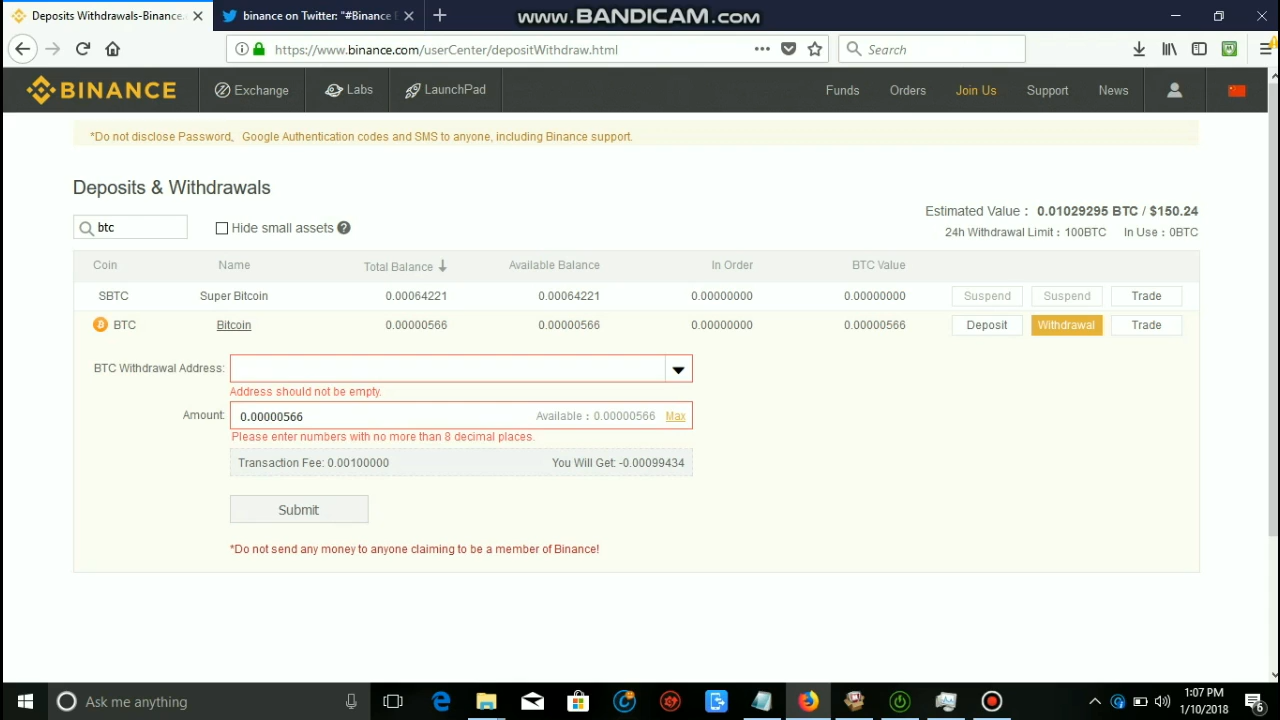 Deposits Withdrawals-Binance.c
binance on Twitter: "#Binance E
www.BANDICAM.com
https://www.binance.com/userCenter/depositWithdraw.html
Search
BINANCE
Exchange
Labs
LaunchPad
Funds
Orders
Join Us
Support
News
*Do not disclose Password, Google Authentication codes and SMS to anyone, including Binance support.
Deposits & Withdrawals
Estimated Value : 0.01029295 BTC / $150.24
btc
Hide small assets
24h Withdrawal Limit : 100BTC In Use : 0BTC
Coin Name Total Balance Available Balance In Order BTC Value
SBTC Super Bitcoin 0.00064221 0.00064221 0.00000000 0.00000000 Suspend Suspend Trade
BTC Bitcoin 0.00000566 0.00000566 0.00000000 0.00000566 Deposit Withdrawal Trade
BTC Withdrawal Address:
Address should not be empty.
Amount: 0.00000566 Available : 0.00000566 Max
Please enter numbers with no more than 8 decimal places.
Transaction Fee: 0.00100000 You Will Get: -0.00099434
Submit
*Do not send any money to anyone claiming to be a member of Binance!
Ask me anything
1:07 PM
1/10/2018
6